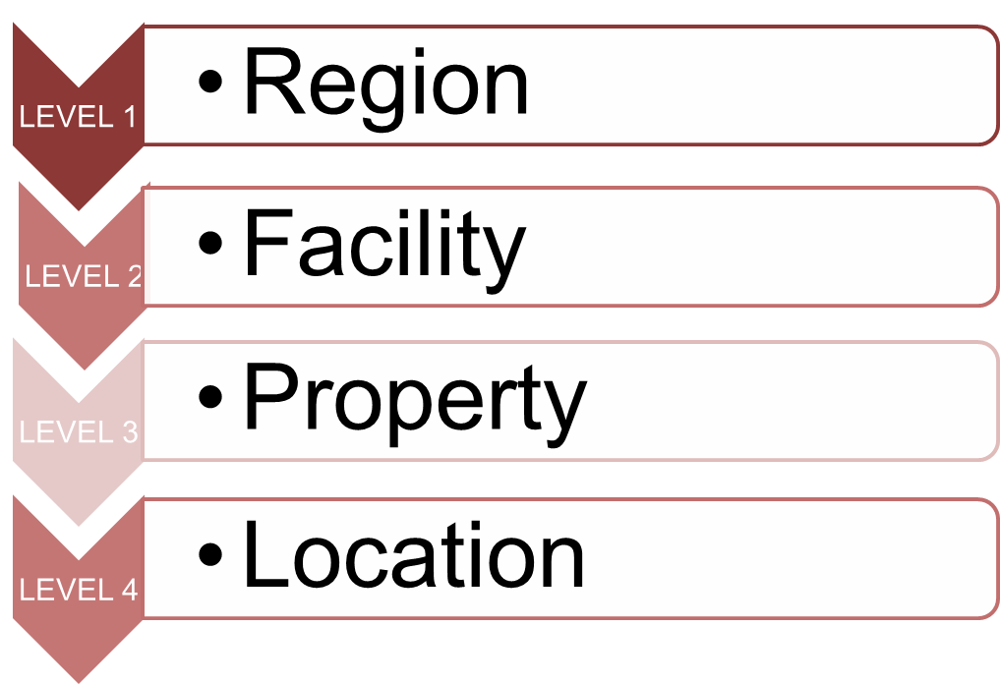 LEVEL 1
• Region
LEVEL 2
• Facility
LEVEL 3
• Property
LEVEL 4
• Location